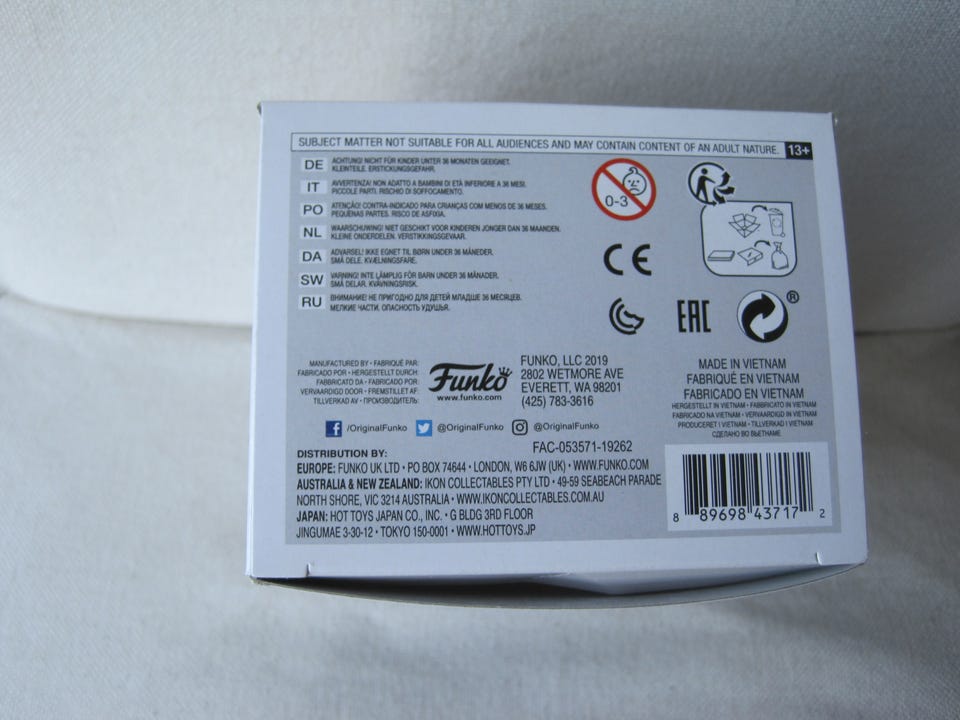 SUBJECT MATTER NOT SUITABLE FOR ALL AUDIENCES AND MAY CONTAIN CONTENT OF AN ADULT NATURE. 13+
DE ACHTUNG! NICHT FÜR KINDER UNTER 36 MONATEN GEEIGNET.
KLEINTEILE. ERSTICKUNGSGEFAHR.
IT AVVERTENZA! NON ADATTO A BAMBINI DI ETÀ INFERIORE A 36 MESI.
PICCOLE PARTI. RISCHIO DI SOFFOCAMENTO.
PO ATENÇÃO! CONTRA-INDICADO PARA CRIANÇAS COM MENOS DE 36 MESES.
PEQUENAS PARTES. RISCO DE ASFIXIA.
NL WAARSCHUWING! NIET GESCHIKT VOOR KINDEREN JONGER DAN 36 MAANDEN.
KLEINE ONDERDELEN. VERSTIKKINGSGEVAAR.
DA ADVARSEL! IKKE EGNET TIL BØRN UNDER 36 MÅNEDER.
SMÅ DELE. KVÆLNINGSFARE.
SW VARNING! INTE LÄMPLIG FÖR BARN UNDER 36 MÅNADER.
SMÅ DELAR. KVÄVNINGSRISK.
RU ВНИМАНИЕ! НЕ ПРИГОДНО ДЛЯ ДЕТЕЙ МЛАДШЕ 36 МЕСЯЦЕВ.
МЕЛКИЕ ЧАСТИ. ОПАСНОСТЬ УДУШЬЯ.
0-3
CE
EAC
®
MANUFACTURED BY • FABRIQUÉ PAR:
FABRICADO POR • HERGESTELLT DURCH:
FABBRICATO DA • FABRICADO POR:
VERVAARDIGD DOOR • FREMSTILLET AF:
TILLVERKAD AV • ПРОИЗВОДИТЕЛЬ:
Funko
www.funko.com
FUNKO, LLC 2019
2802 WETMORE AVE
EVERETT, WA 98201
(425) 783-3616
MADE IN VIETNAM
FABRIQUÉ EN VIETNAM
FABRICADO EN VIETNAM
HERGESTELLT IN VIETNAM • FABBRICATO IN VIETNAM
FABRICADO NA VIETNAM • VERVAARDIGD IN VIETNAM
PRODUCERET I VIETNAM • TILLVERKAD I VIETNAM
СДЕЛАНО ВО ВЬЕТНАМЕ
f /OriginalFunko @OriginalFunko @OriginalFunko
FAC-053571-19262
DISTRIBUTION BY:
EUROPE: FUNKO UK LTD • PO BOX 74644 • LONDON, W6 6JW (UK) • WWW.FUNKO.COM
AUSTRALIA & NEW ZEALAND: IKON COLLECTABLES PTY LTD • 49-59 SEABEACH PARADE
NORTH SHORE, VIC 3214 AUSTRALIA • WWW.IKONCOLLECTABLES.COM.AU
JAPAN: HOT TOYS JAPAN CO., INC. • G BLDG 3RD FLOOR
JINGUMAE 3-30-12 • TOKYO 150-0001 • WWW.HOTTOYS.JP
8 89698 43717 2